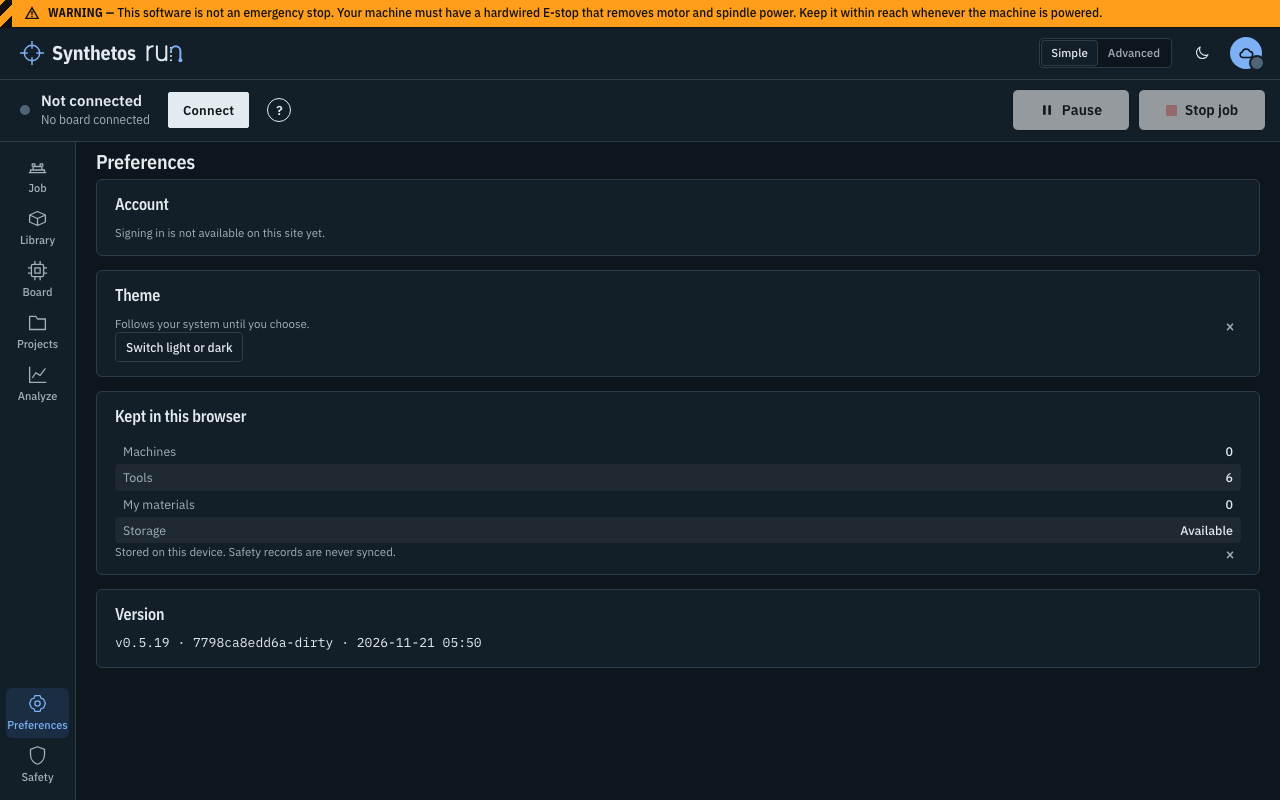 WARNING — This software is not an emergency stop. Your machine must have a hardwired E-stop that removes motor and spindle power. Keep it within reach whenever the machine is powered.
Synthetos run
Simple
Advanced
Not connected
No board connected
Connect
?
Pause
Stop job
Job
Library
Board
Projects
Analyze
Preferences
Safety
Preferences
Account
Signing in is not available on this site yet.
Theme
Follows your system until you choose.
×
Switch light or dark
Kept in this browser
Machines 0
Tools 6
My materials 0
Storage Available
Stored on this device. Safety records are never synced.
×
Version
v0.5.19 · 7798ca8edd6a-dirty · 2026-11-21 05:50